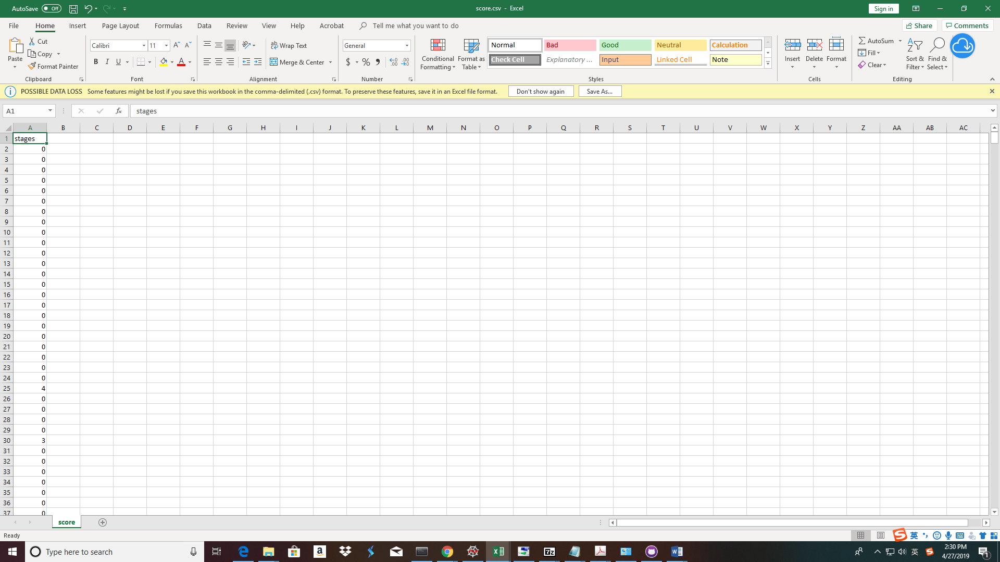 AutoSave Off score.csv - Excel Sign in
File Home Insert Page Layout Formulas Data Review View Help Acrobat Tell me what you want to do Share Comments
Paste
Cut
Copy
Format Painter
Clipboard
Calibri 11
B I U A
Font
Wrap Text
Merge & Center
Alignment
General
$ % 9
Number
Conditional Formatting
Format as Table
Normal Bad Good Neutral Calculation
Check Cell Explanatory ... Input Linked Cell Note
Styles
Insert Delete Format
Cells
AutoSum
Fill
Clear
Sort & Filter
Find & Select
Editing
POSSIBLE DATA LOSS Some features might be lost if you save this workbook in the comma-delimited (.csv) format. To preserve these features, save it in an Excel file format. Don't show again Save As...
A1 fx stages
A B C D E F G H I J K L M N O P Q R S T U V W X Y Z AA AB AC
1 stages
2 0
3 0
4 0
5 0
6 0
7 0
8 0
9 0
10 0
11 0
12 0
13 0
14 0
15 0
16 0
17 0
18 0
19 0
20 0
21 0
22 0
23 0
24 0
25 4
26 0
27 0
28 0
29 0
30 3
31 0
32 0
33 0
34 0
35 0
36 0
37 0
score
Ready 英
Type here to search 英 2:30 PM
4/27/2019 1